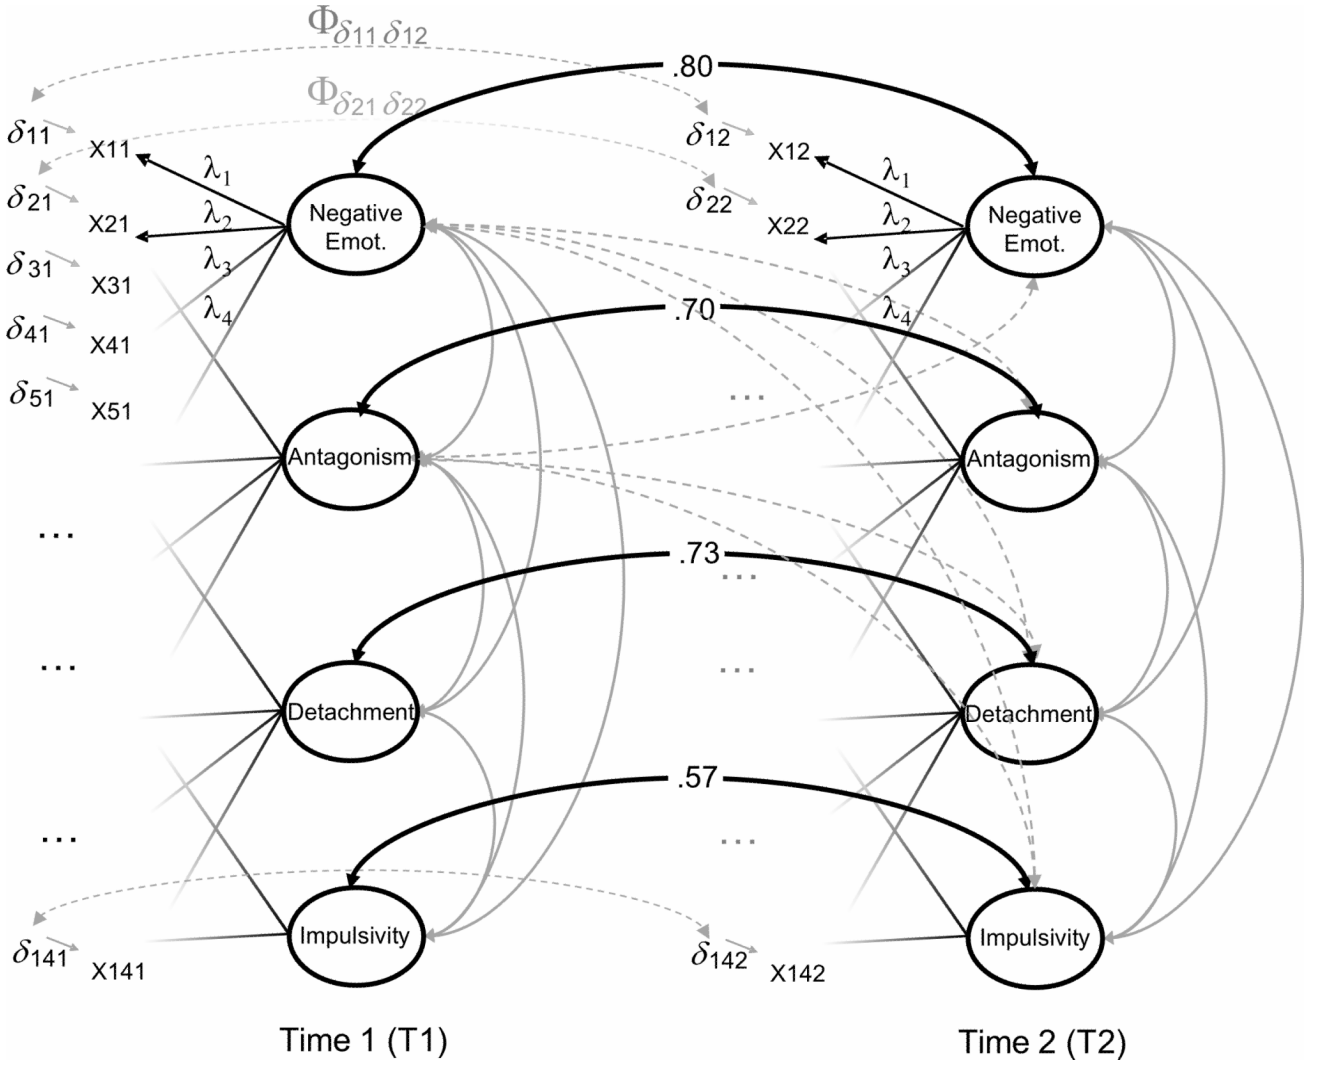 Φδ11 δ12
.80
Φδ21 δ22
δ11
X11
λ1
δ12
X12
λ1
δ21
X21
λ2
Negative
Emot.
δ22
X22
λ2
Negative
Emot.
δ31
X31
λ3
λ3
δ41
X41
λ4
.70
λ4
δ51
X51
...
Antagonism
Antagonism
...
.73
...
...
...
Detachment
Detachment
.57
...
...
Impulsivity
Impulsivity
δ141
X141
δ142
X142
Time 1 (T1)
Time 2 (T2)